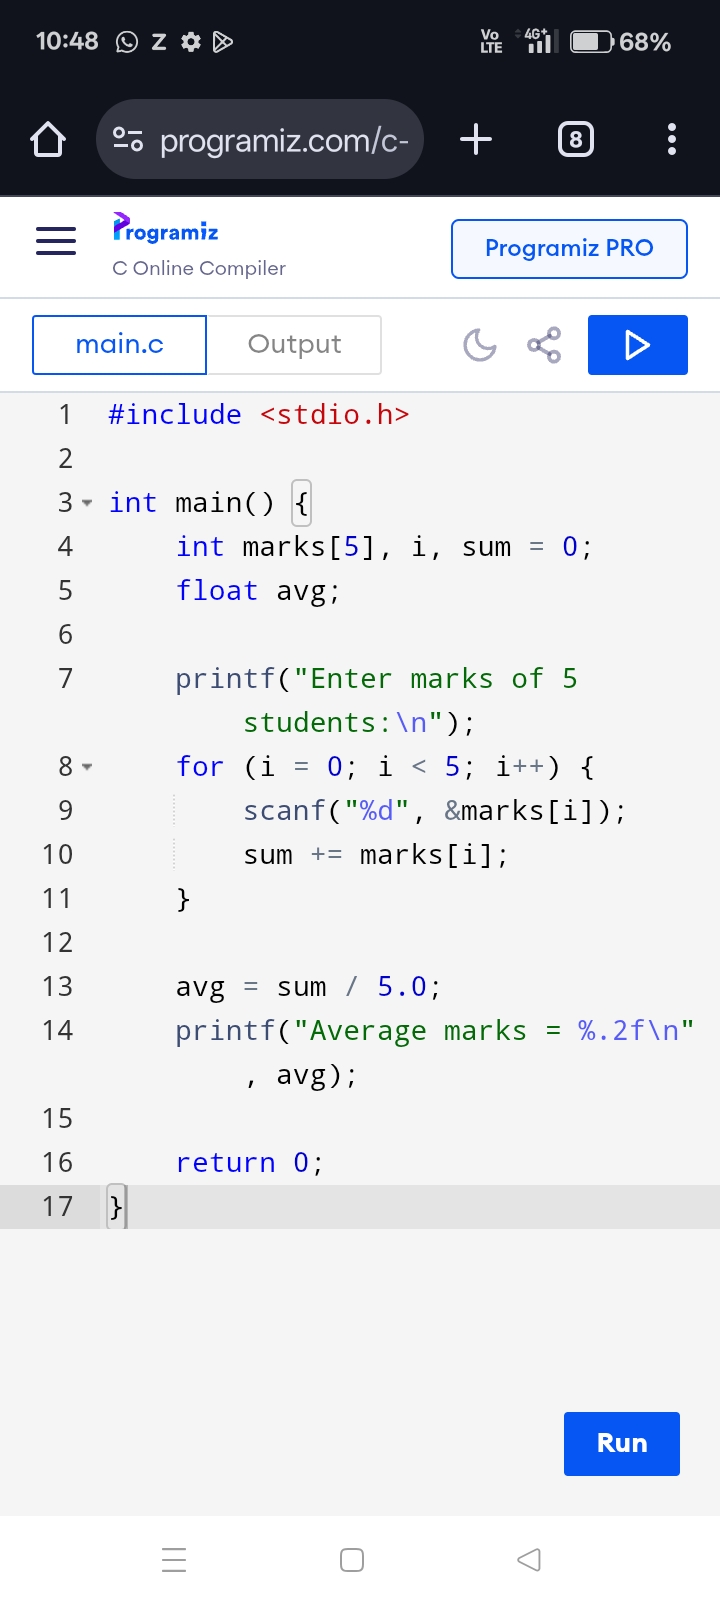 10:48 Z Vo LTE 4G+ 68%
programiz.com/c- 8
Programiz
C Online Compiler
Programiz PRO
main.c Output
1 #include <stdio.h>
2
3 int main() {
4     int marks[5], i, sum = 0;
5     float avg;
6
7     printf("Enter marks of 5
        students:\n");
8     for (i = 0; i < 5; i++) {
9         scanf("%d", &marks[i]);
10         sum += marks[i];
11     }
12
13     avg = sum / 5.0;
14     printf("Average marks = %.2f\n"
        , avg);
15
16     return 0;
17 }
Run